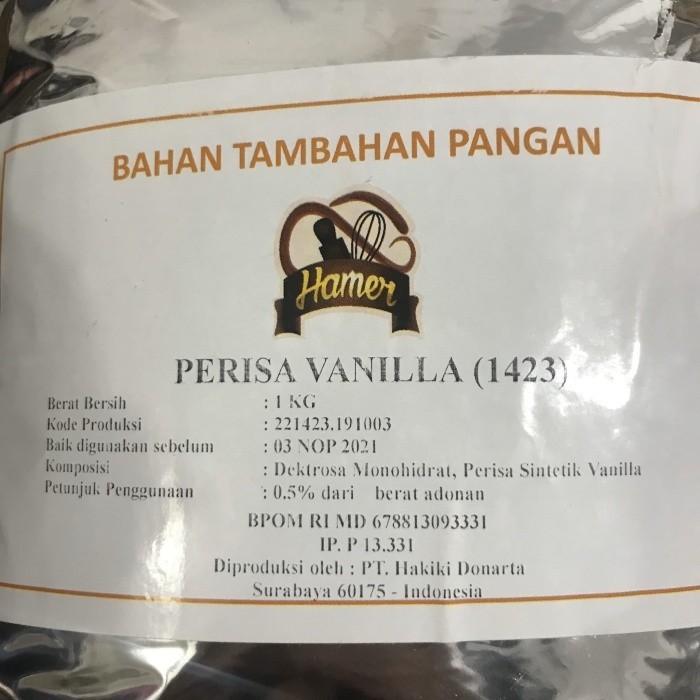 BAHAN TAMBAHAN PANGAN
Hamer
PERISA VANILLA (1423)
Berat Bersih : 1 KG
Kode Produksi : 221423.191003
Baik digunakan sebelum : 03 NOP 2021
Komposisi : Dektrosa Monohidrat, Perisa Sintetik Vanilla
Petunjuk Penggunaan : 0.5% dari berat adonan
BPOM RI MD 678813093331
IP. P 13.331
Diproduksi oleh : PT. Hakiki Donarta
Surabaya 60175 - Indonesia